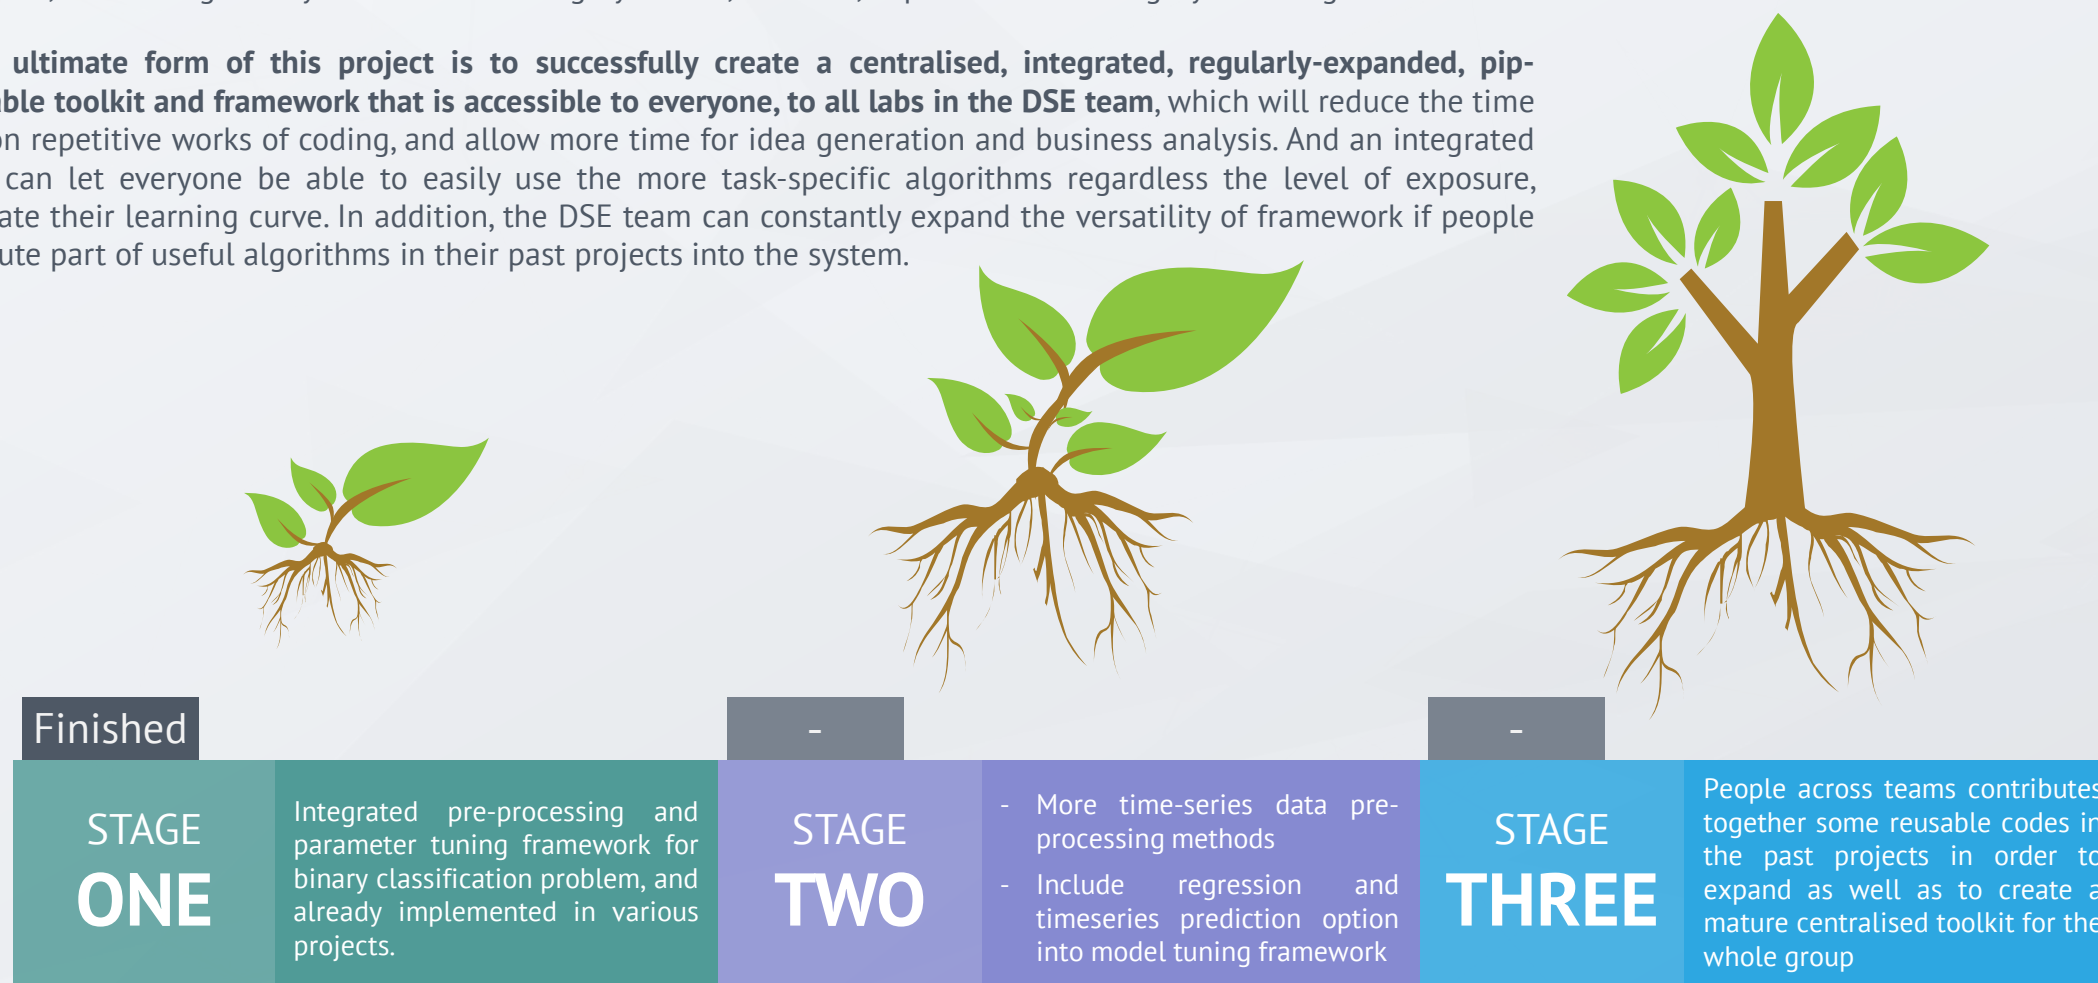 ultimate form of this project is to successfully create a centralised, integrated, regularly-expanded, pip-
able toolkit and framework that is accessible to everyone, to all labs in the DSE team, which will reduce the time
on repetitive works of coding, and allow more time for idea generation and business analysis. And an integrated
can let everyone be able to easily use the more task-specific algorithms regardless the level of exposure,
ate their learning curve. In addition, the DSE team can constantly expand the versatility of framework if people
ute part of useful algorithms in their past projects into the system.
Finished
STAGE
ONE
Integrated pre-processing and
parameter tuning framework for
binary classification problem, and
already implemented in various
projects.
-
STAGE
TWO
- More time-series data pre-
processing methods
- Include regression and
timeseries prediction option
into model tuning framework
-
STAGE
THREE
People across teams contributes
together some reusable codes in
the past projects in order to
expand as well as to create a
mature centralised toolkit for the
whole group